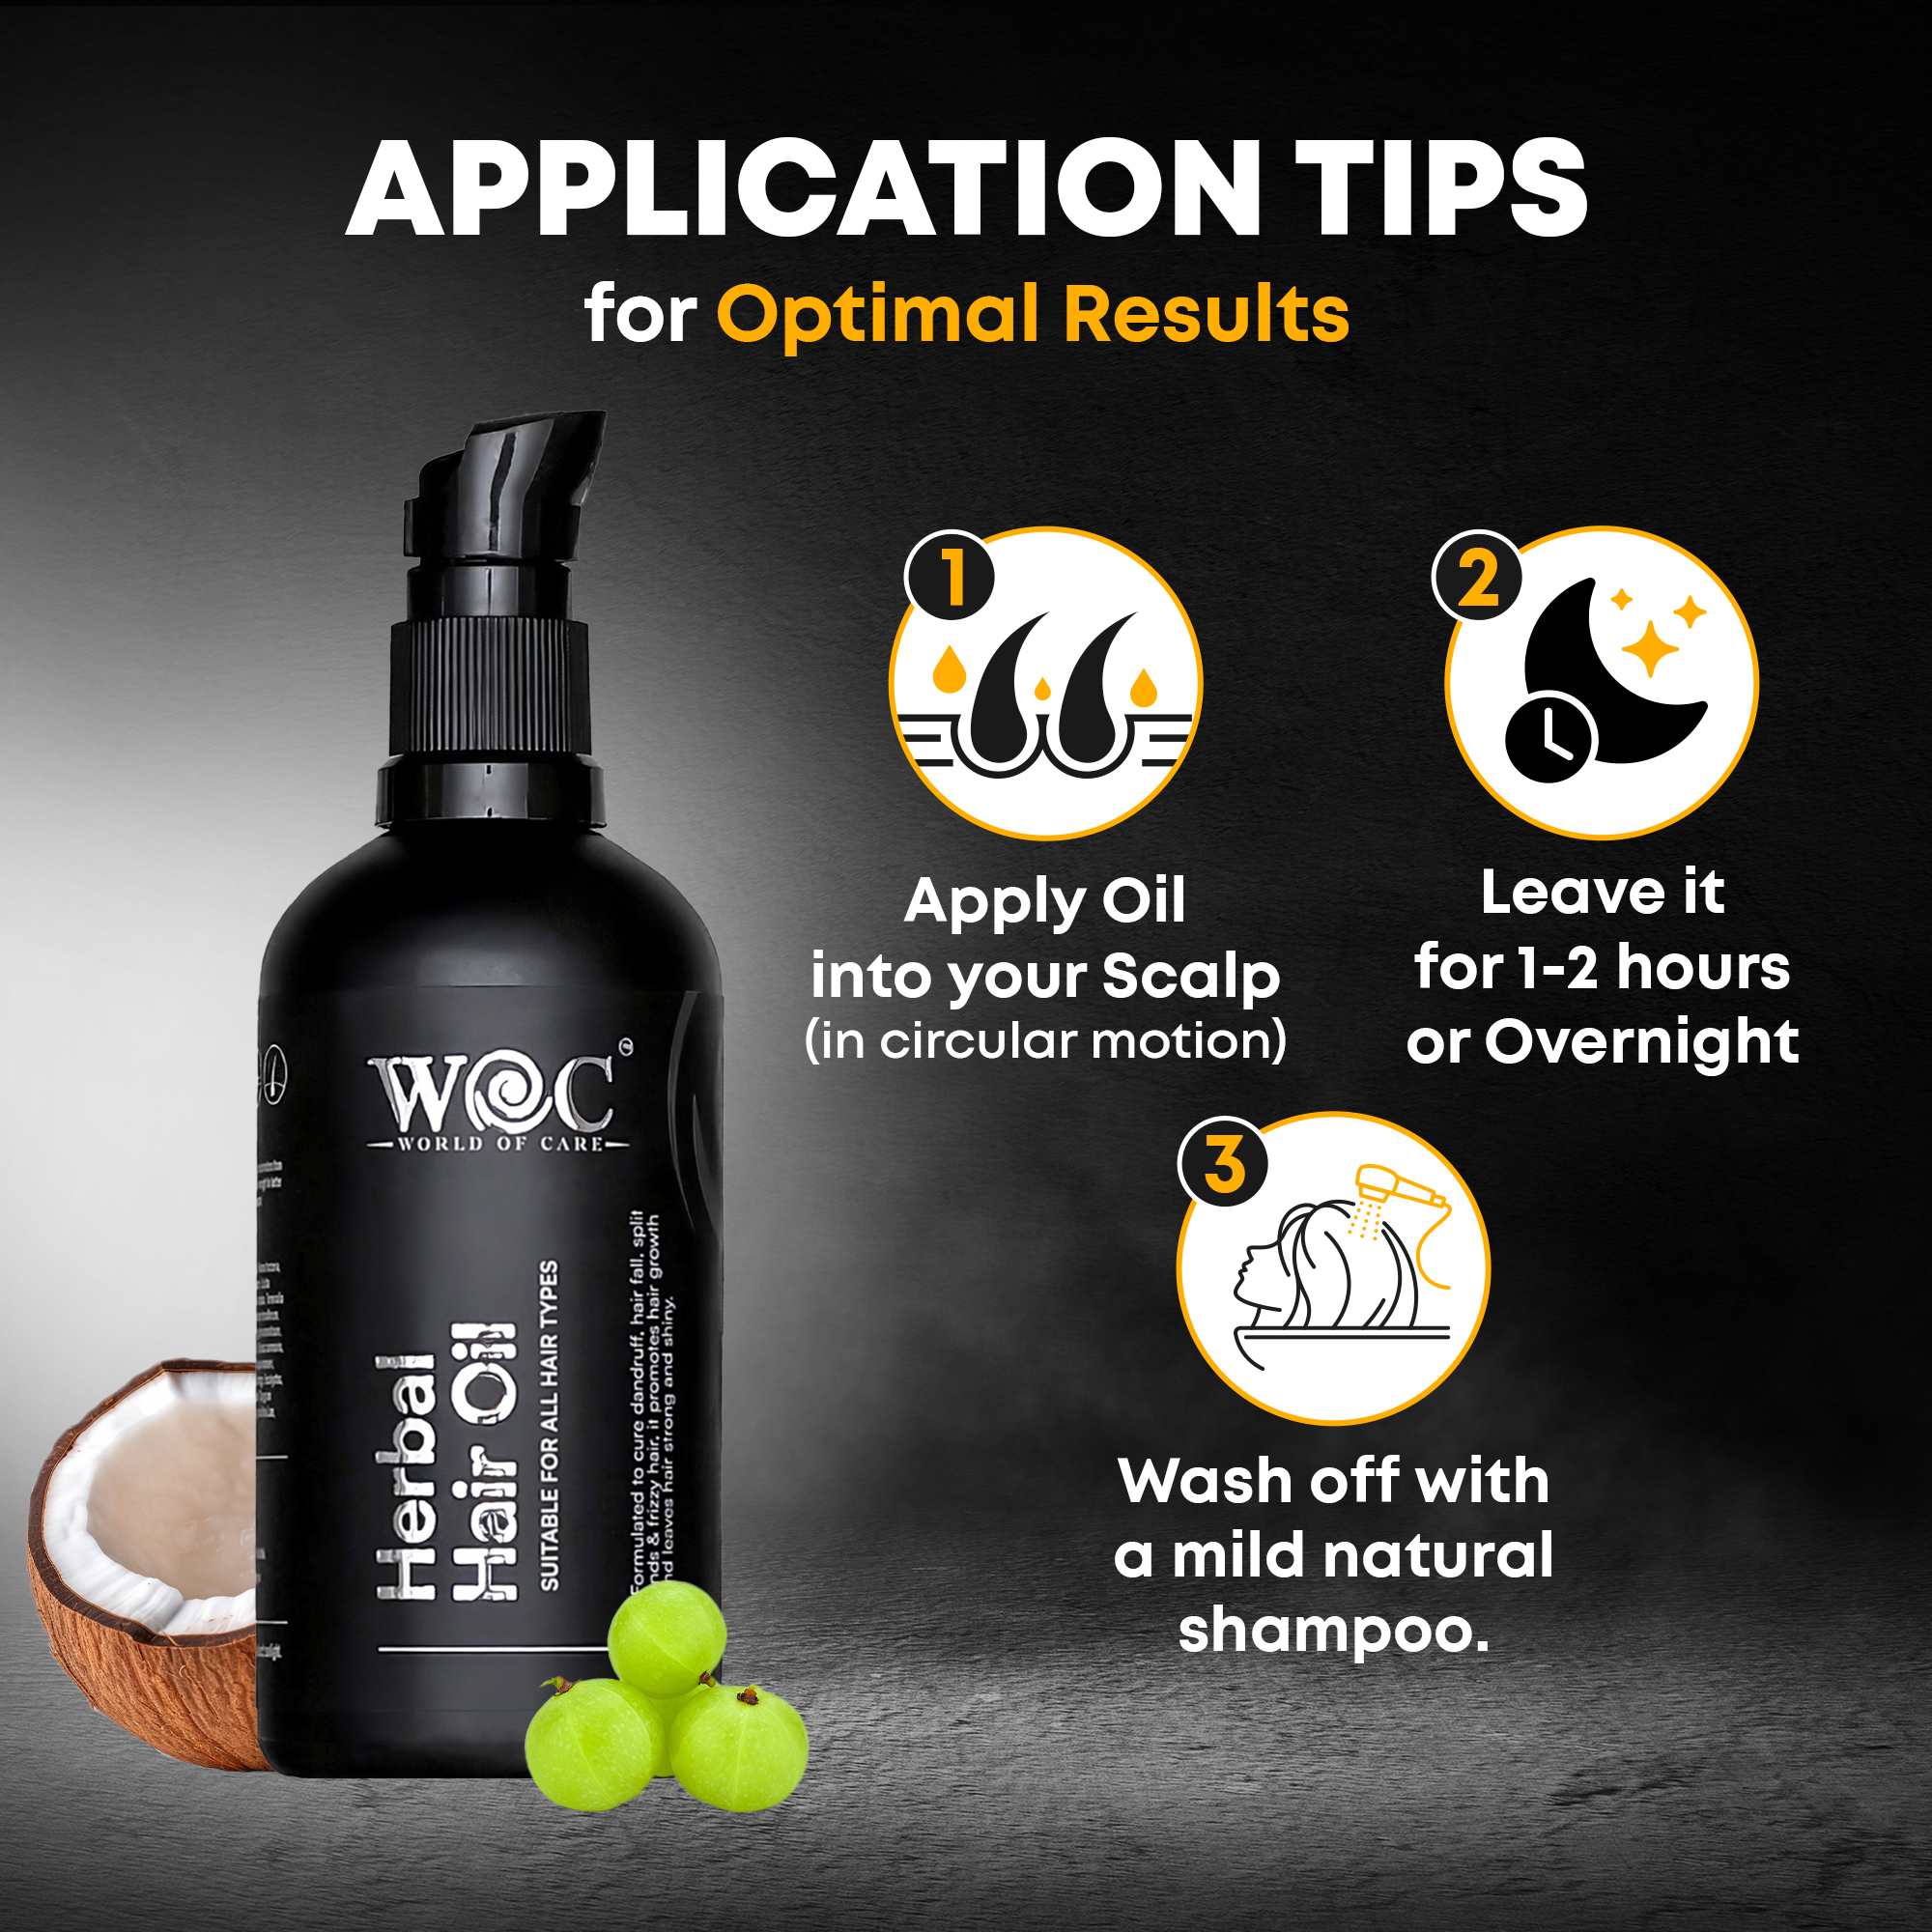 APPLICATION TIPS
for Optimal Results
1
Apply Oil
into your Scalp
(in circular motion)
2
Leave it
for 1-2 hours
or Overnight
3
Wash off with
a mild natural
shampoo.
WOC
WORLD OF CARE
Herbal
Hair Oil
SUITABLE FOR ALL HAIR TYPES
Formulated to cure dandruff, hair fall, split
nds & frizzy hair, it promotes hair growth
nd leaves hair strong and shiny.